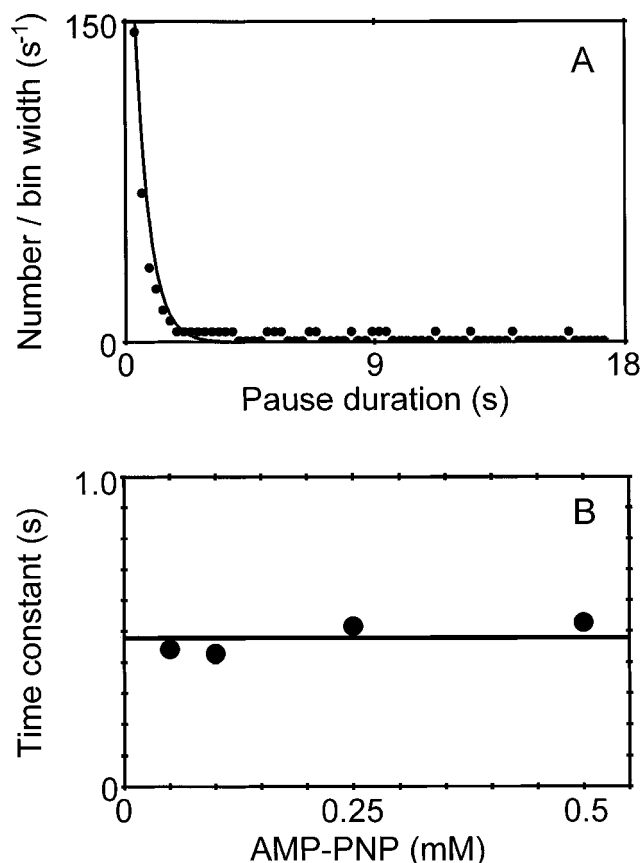 150
A
Number / bin width (s-1)
0
0
9
18
Pause duration (s)
1.0
B
Time constant (s)
0
0
0.25
0.5
AMP-PNP (mM)